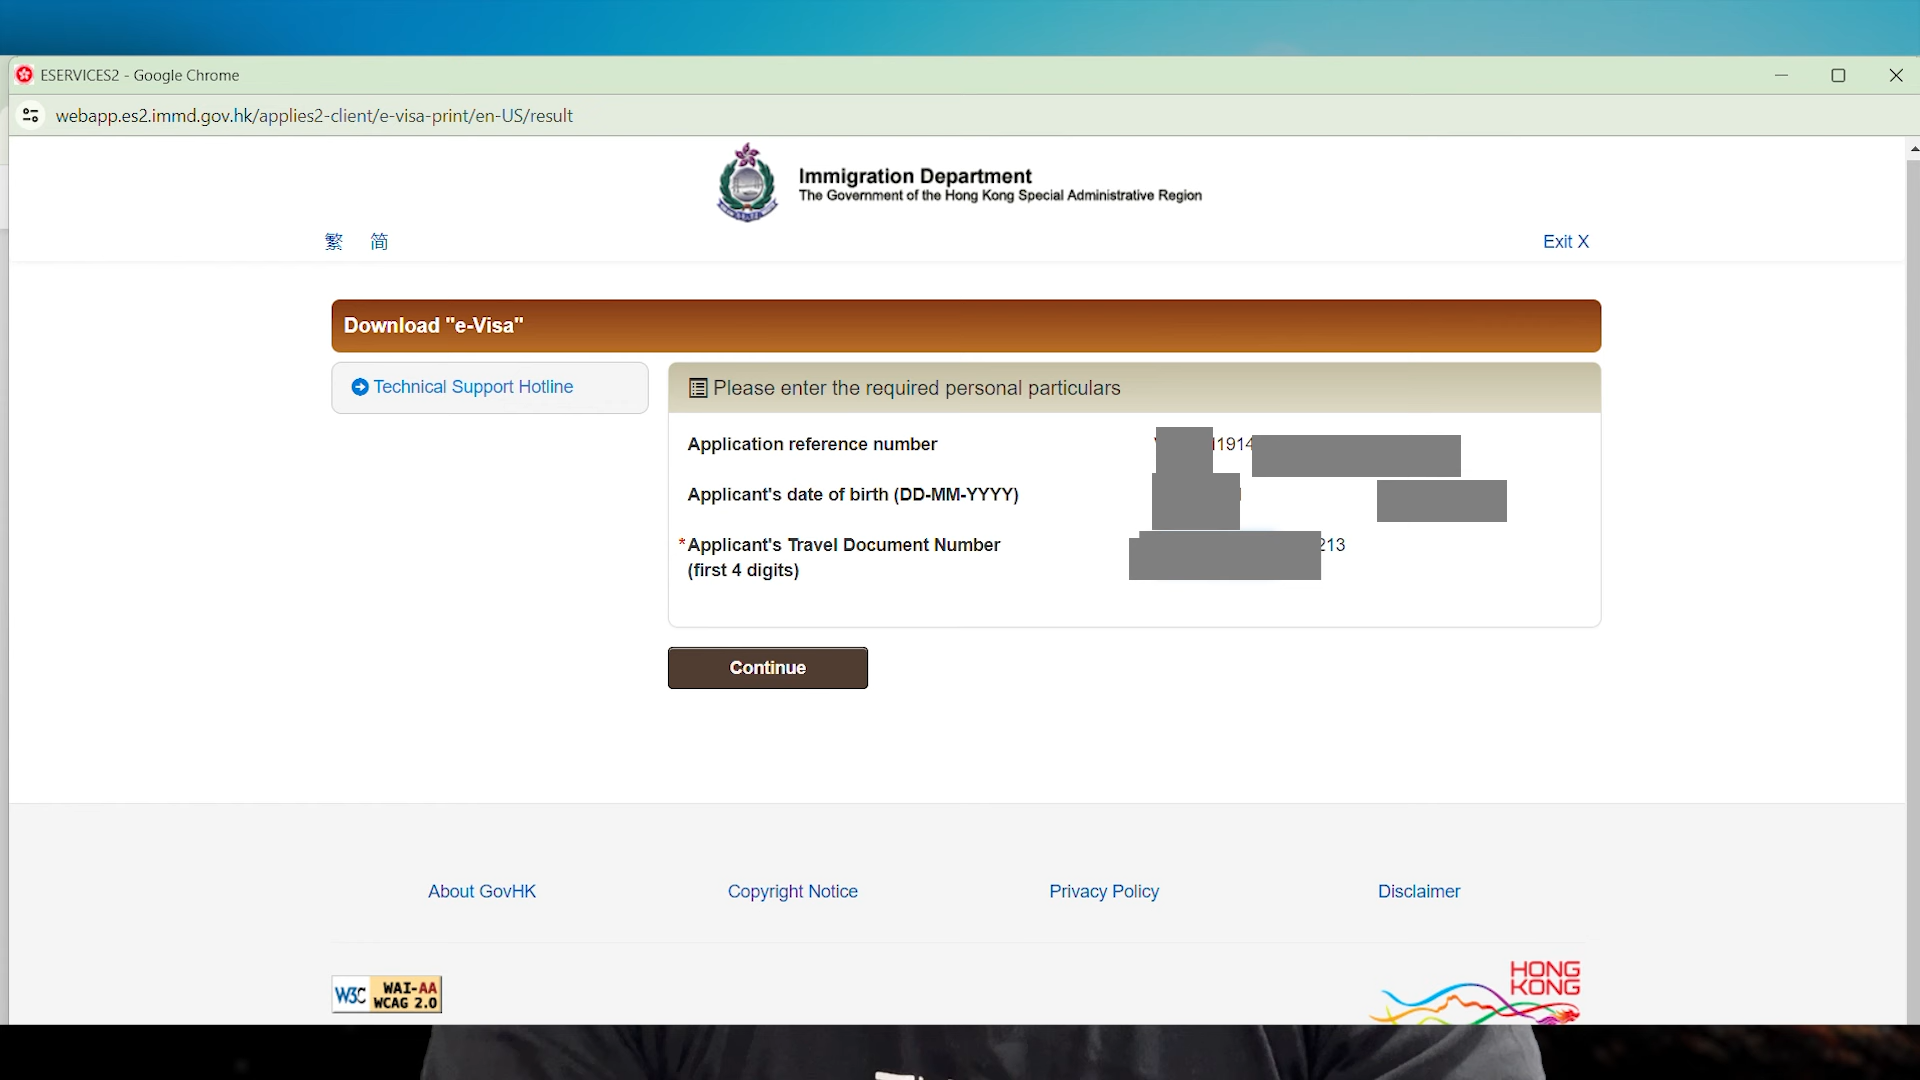 ESERVICES2 - Google Chrome
webapp.es2.immd.gov.hk/applies2-client/e-visa-print/en-US/result
Immigration Department
The Government of the Hong Kong Special Administrative Region
繁 简 Exit X
Download "e-Visa"
Technical Support Hotline
Please enter the required personal particulars
Application reference number 1914
Applicant's date of birth (DD-MM-YYYY)
*Applicant's Travel Document Number 213
(first 4 digits)
Continue
About GovHK Copyright Notice Privacy Policy Disclaimer
W3C WAI-AA
WCAG 2.0
HONG
KONG